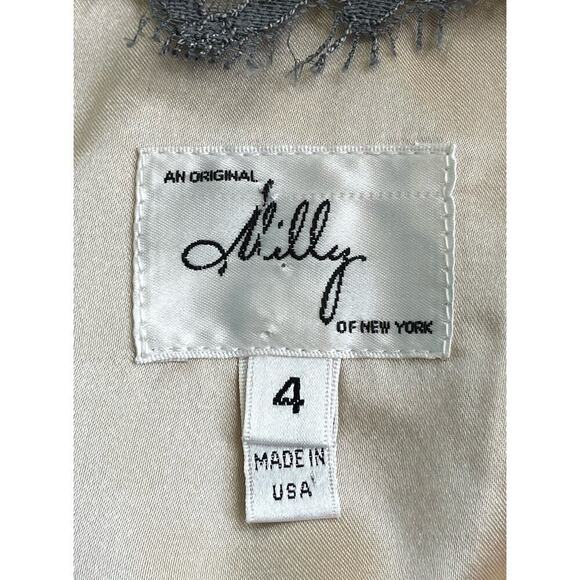 AN ORIGINAL
Milly
OF NEW YORK
4
MADE IN
USA